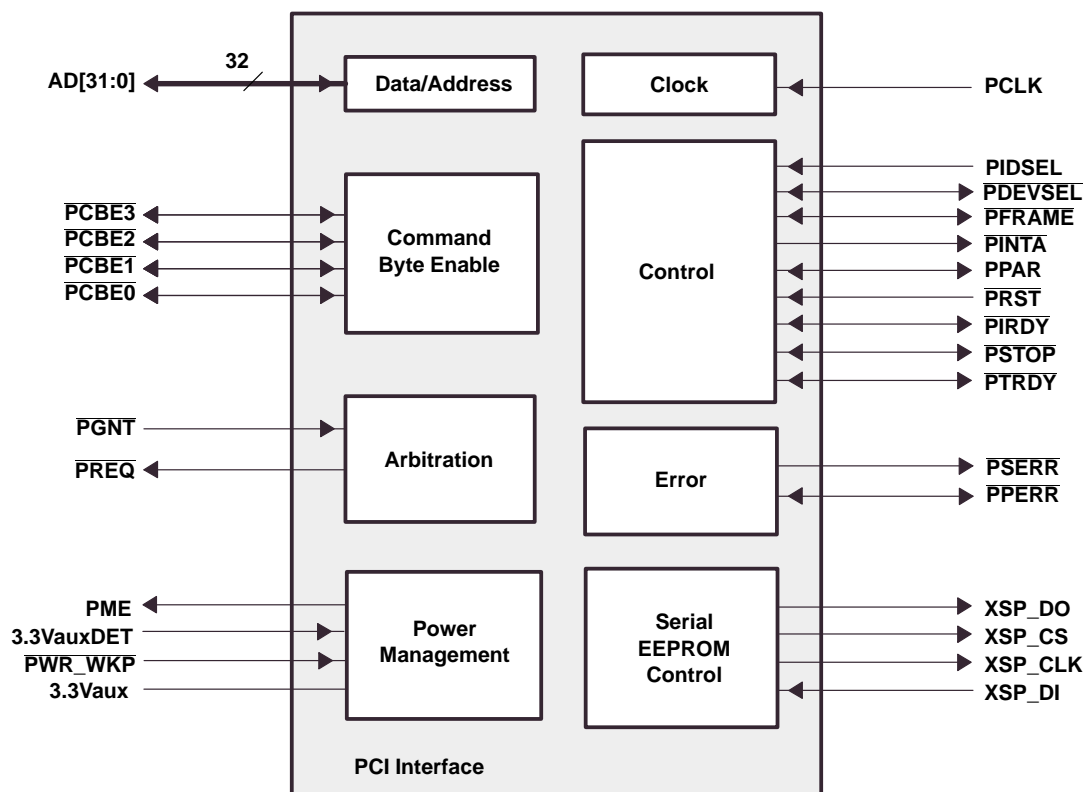 32
AD[31:0]
Data/Address
Clock
PCLK
PCBE3
PCBE2
PCBE1
PCBE0
Command
Byte Enable
Control
PIDSEL
PDEVSEL
PFRAME
PINTA
PPAR
PRST
PIRDY
PSTOP
PTRDY
PGNT
PREQ
Arbitration
Error
PSERR
PPERR
PME
3.3VauxDET
PWR_WKP
3.3Vaux
Power
Management
Serial
EEPROM
Control
XSP_DO
XSP_CS
XSP_CLK
XSP_DI
PCI Interface